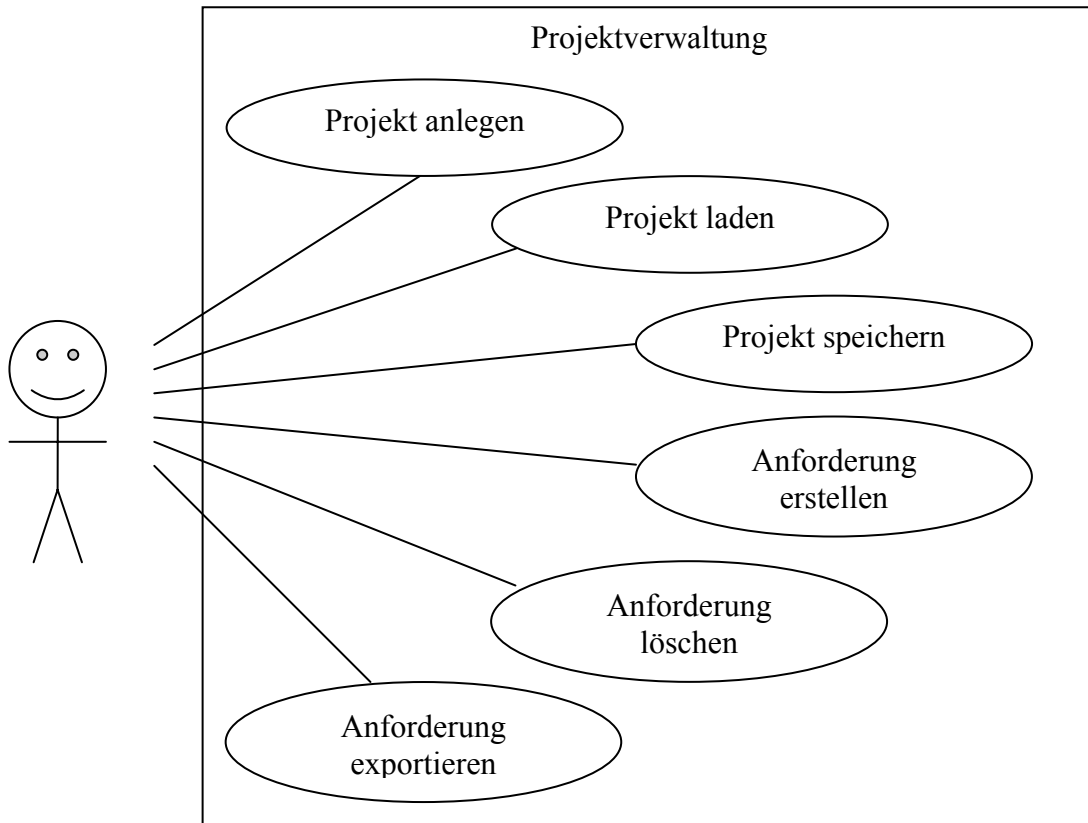 Projektverwaltung
Projekt anlegen
Projekt laden
Projekt speichern
Anforderung
erstellen
Anforderung
löschen
Anforderung
exportieren